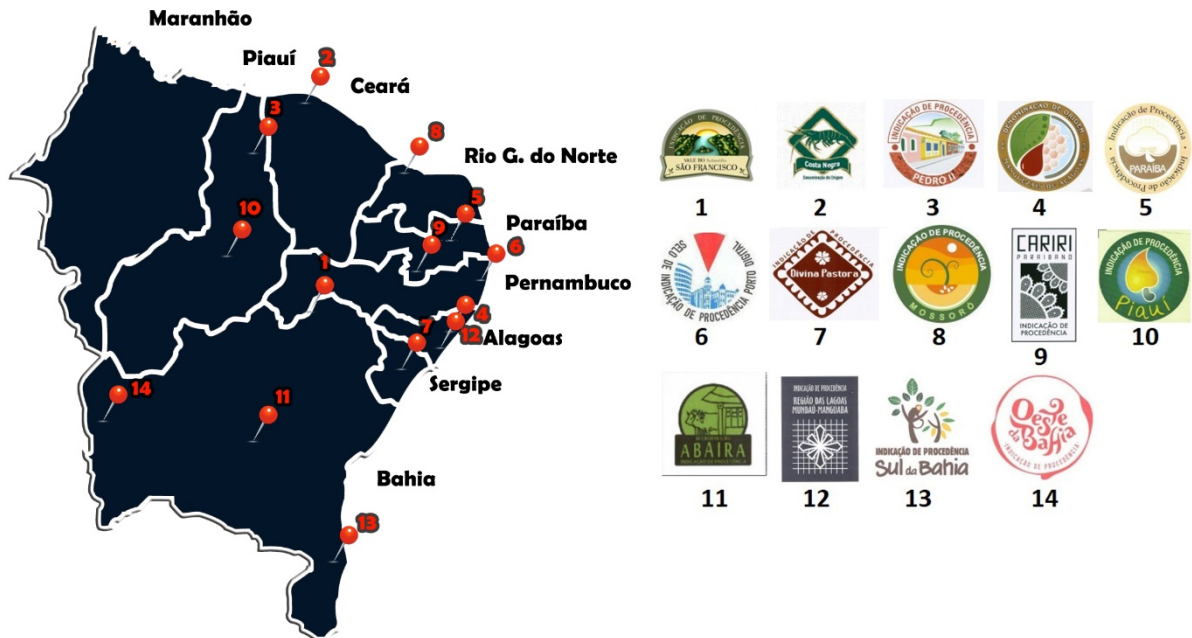 Maranhão
Piauí
2
Ceará
3
8
Rio G. do Norte
5
Paraíba
10
9
6
1
Pernambuco
4
12
Alagoas
7
Sergipe
14
11
Bahia
13
INDICAÇÃO DE PROCEDÊNCIA
VALE DO Submédio
SÃO FRANCISCO
1
Costa Negra
Denominação de Origem
2
INDICAÇÃO DE PROCEDÊNCIA
PEDRO II
3
DENOMINAÇÃO DE ORIGEM
4
Indicação de Procedência
PARAÍBA
Indicação de Procedência
5
SELO DE INDICAÇÃO DE PROCEDÊNCIA PORTO DIGITAL
6
INDICAÇÃO DE PROCEDÊNCIA
Divina Pastora
7
INDICAÇÃO DE PROCEDÊNCIA
MOSSORÓ
8
CARIRI
PARAIBANO
INDICAÇÃO DE
PROCEDÊNCIA
9
INDICAÇÃO DE PROCEDÊNCIA
Piauí
10
ABAÍRA
11
INDICAÇÃO DE PROCEDÊNCIA
REGIÃO DAS LAGOAS
MUNDAÚ-MANGUABA
12
INDICAÇÃO DE PROCEDÊNCIA
Sul da Bahia
13
Oeste
da Bahia
INDICAÇÃO DE PROCEDÊNCIA
14